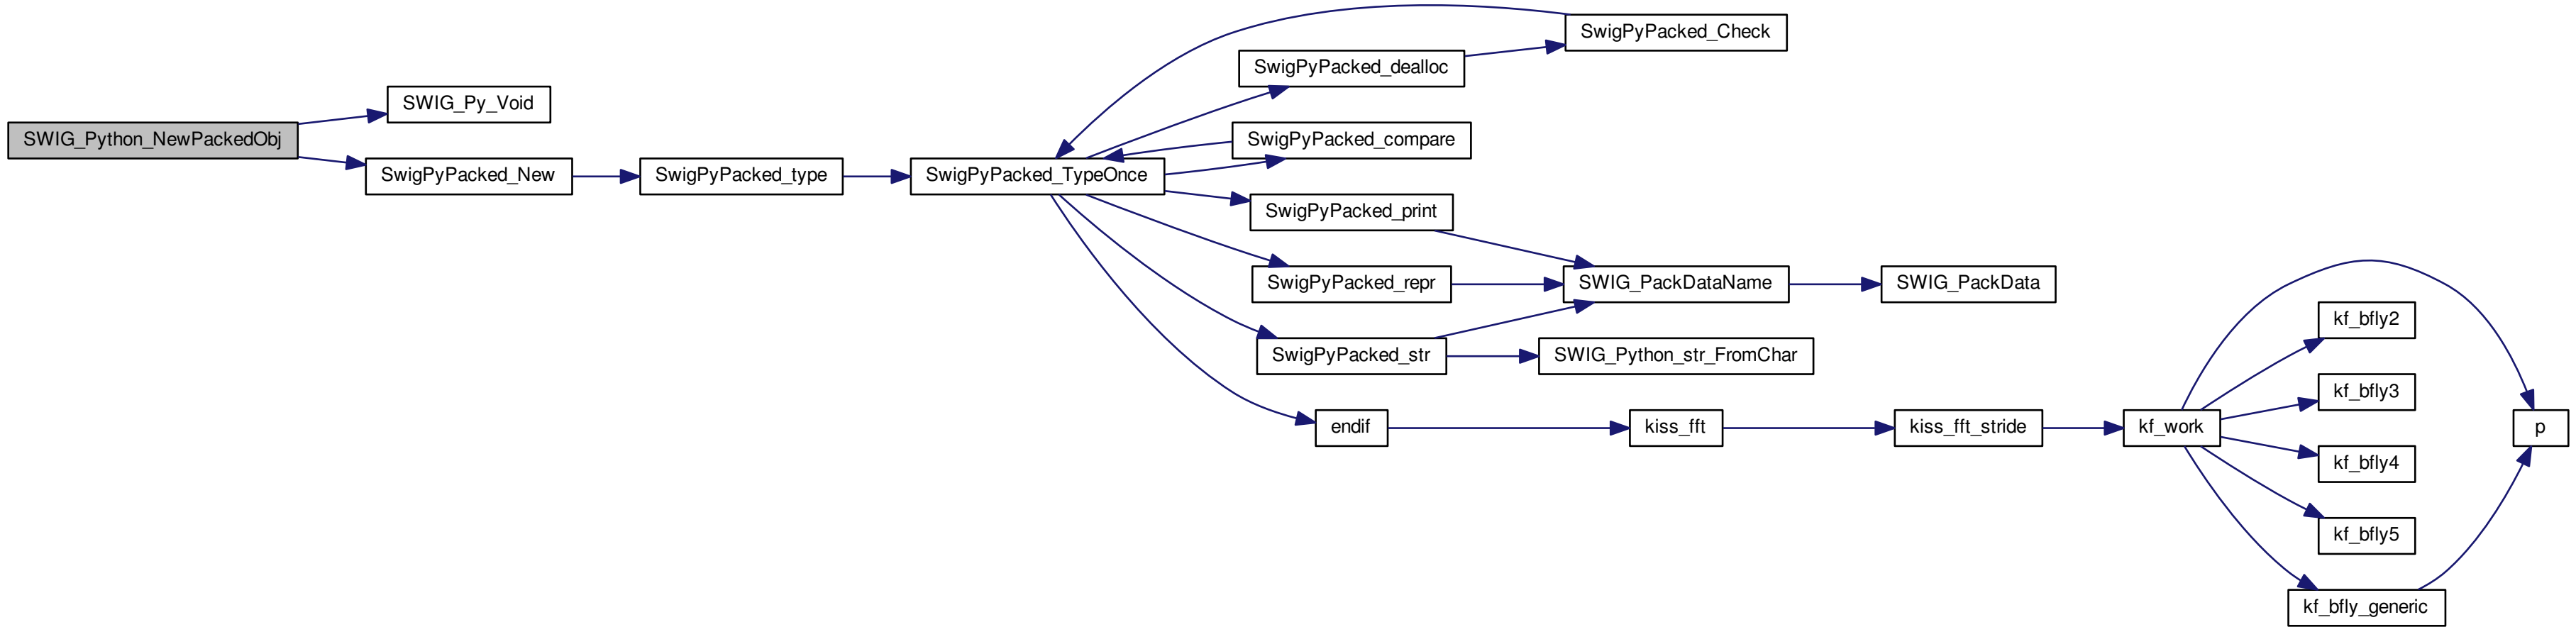 SWIG_Python_NewPackedObj
SWIG_Py_Void
SwigPyPacked_New
SwigPyPacked_type
SwigPyPacked_TypeOnce
SwigPyPacked_Check
SwigPyPacked_dealloc
SwigPyPacked_compare
SwigPyPacked_print
SwigPyPacked_repr
SwigPyPacked_str
endif
SWIG_PackDataName
SWIG_PackData
SWIG_Python_str_FromChar
kiss_fft
kiss_fft_stride
kf_work
kf_bfly2
kf_bfly3
kf_bfly4
kf_bfly5
kf_bfly_generic
p